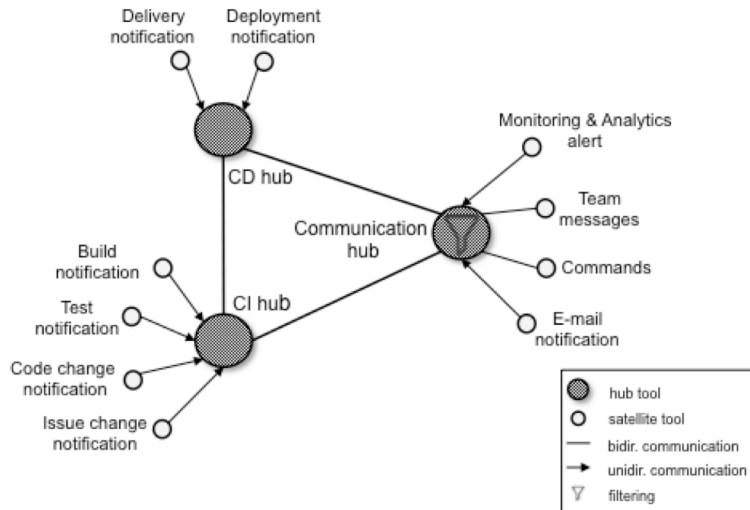 Delivery
notification
Deployment
notification
CD hub
Monitoring & Analytics
alert
Team
messages
Communication
hub
Commands
E-mail
notification
Build
notification
CI hub
Test
notification
Code change
notification
Issue change
notification
hub tool
satellite tool
bidir. communication
unidir. communication
filtering